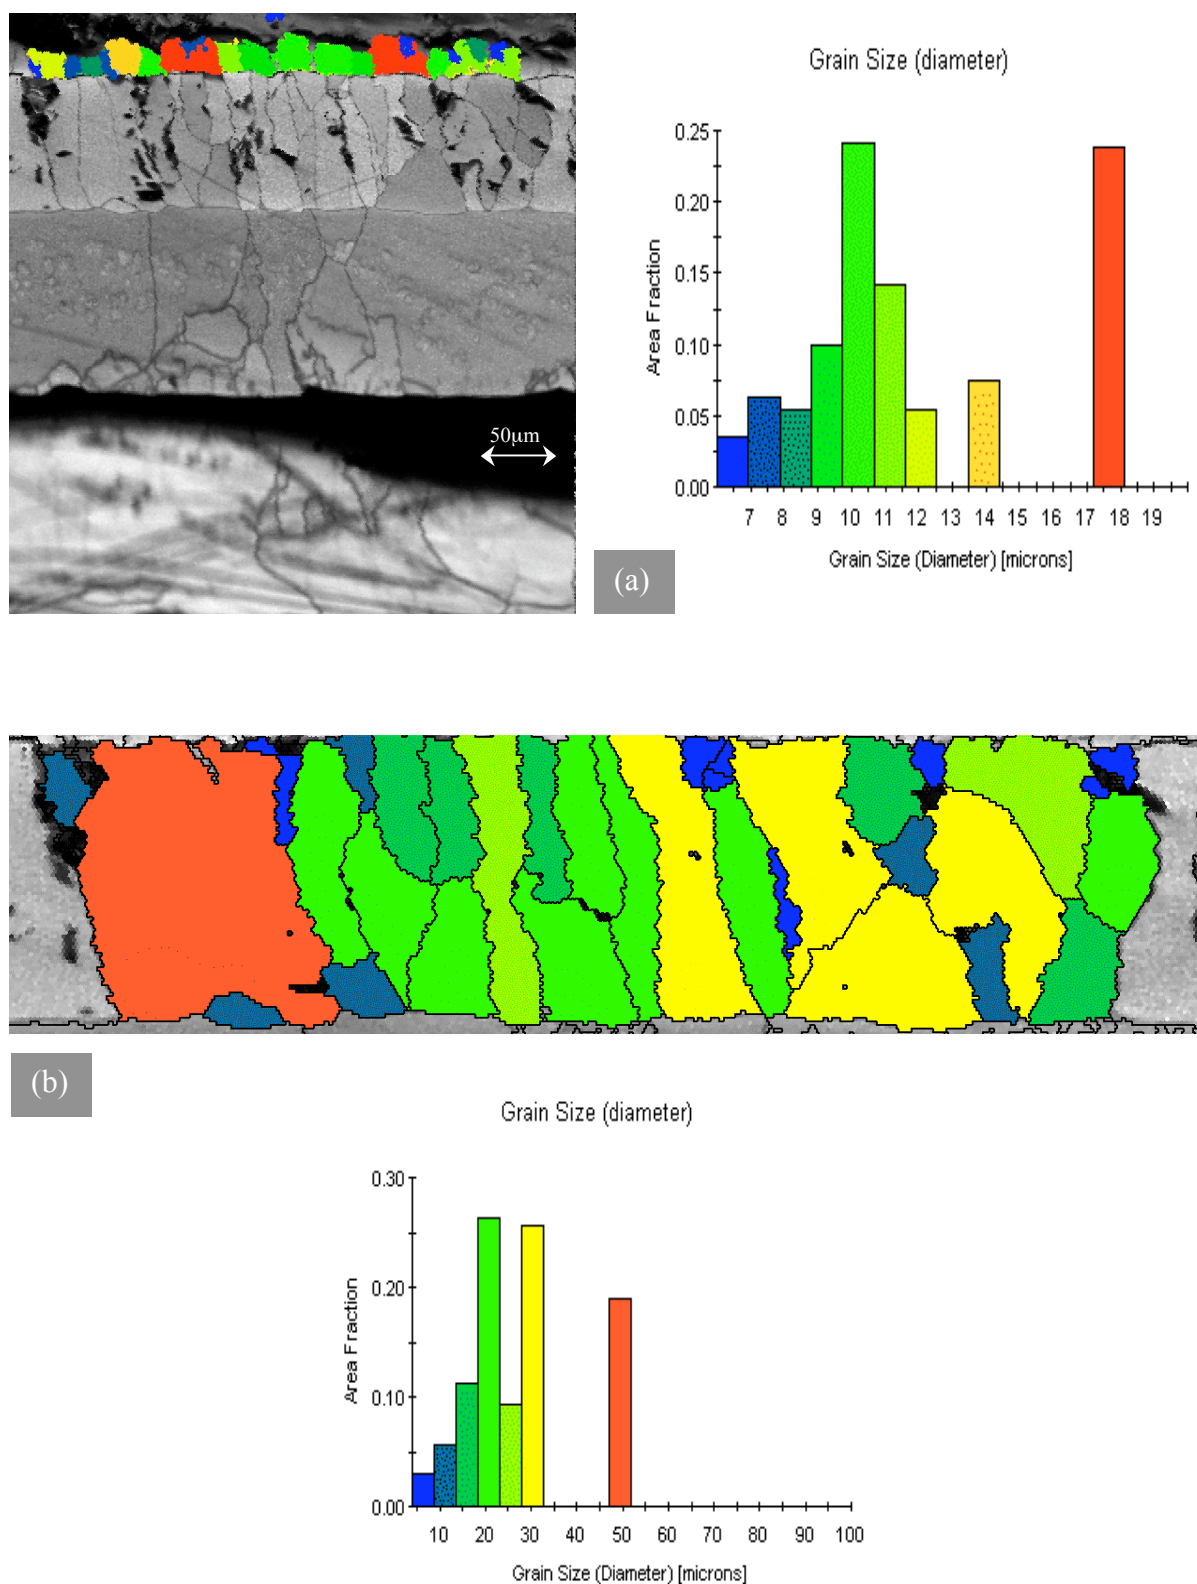 50µm
Grain Size (diameter)
0.25
0.20
0.15
0.10
0.05
0.00
Area Fraction
7 8 9 10 11 12 13 14 15 16 17 18 19
Grain Size (Diameter) [microns]
(a)
(b)
Grain Size (diameter)
0.30
0.20
0.10
0.00
Area Fraction
10 20 30 40 50 60 70 80 90 100
Grain Size (Diameter) [microns]